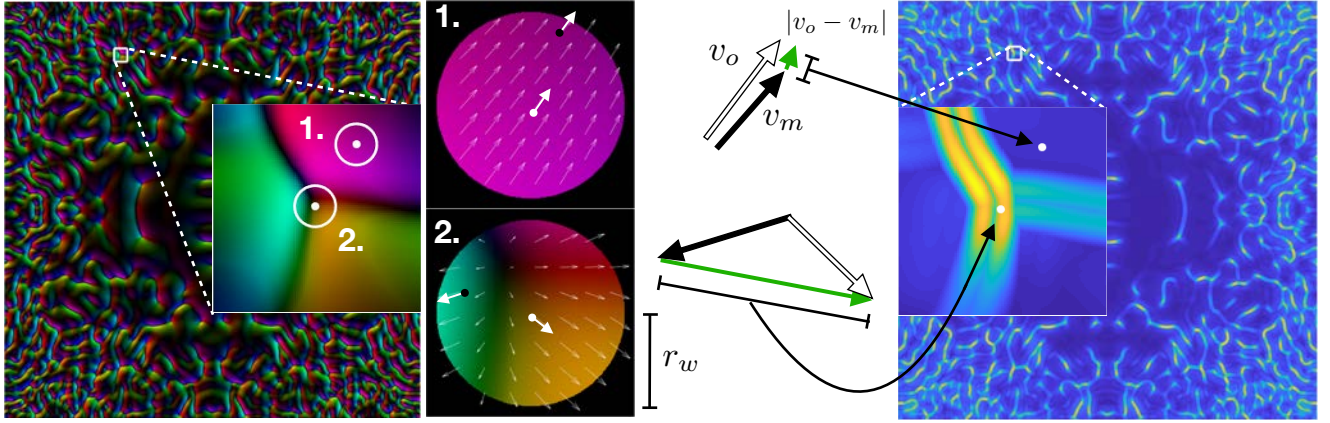 1.
2.
1.
2.
v_o
|v_o − v_m|
v_m
r_w